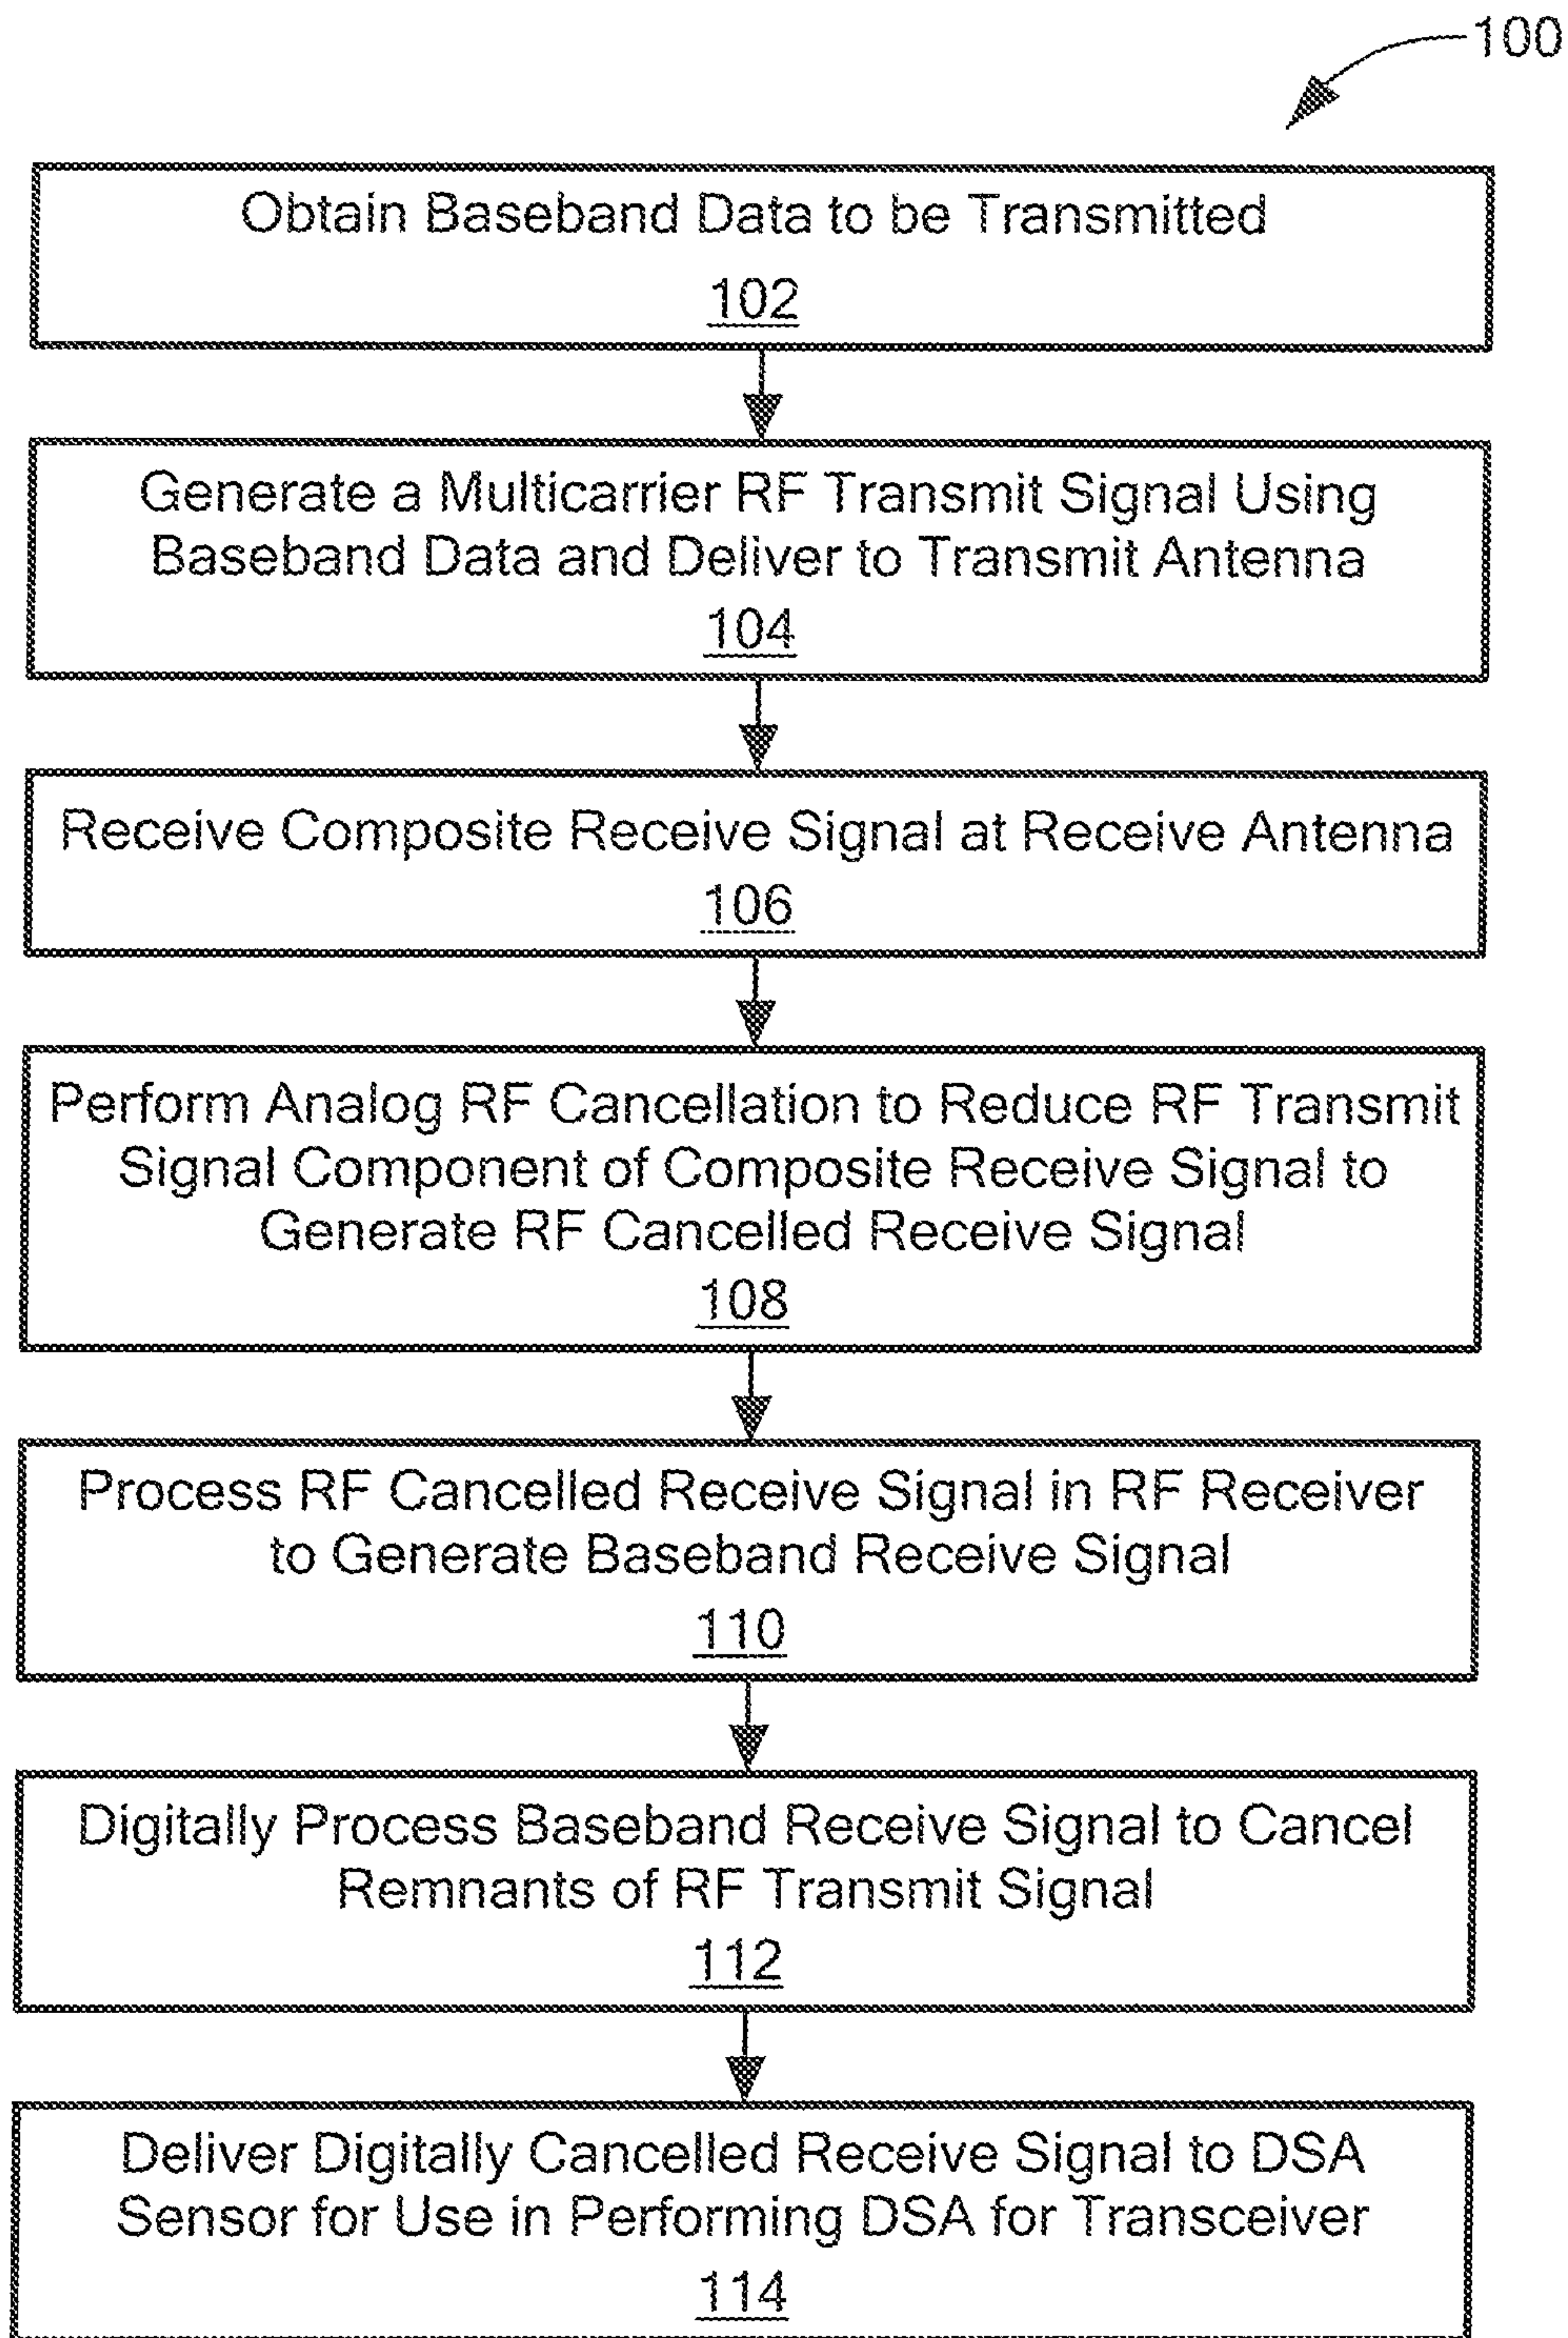 100
Obtain Baseband Data to be Transmitted
102
Generate a Multicarrier RF Transmit Signal Using
Baseband Data and Deliver to Transmit Antenna
104
Receive Composite Receive Signal at Receive Antenna
106
Perform Analog RF Cancellation to Reduce RF Transmit
Signal Component of Composite Receive Signal to
Generate RF Cancelled Receive Signal
108
Process RF Cancelled Receive Signal in RF Receiver
to Generate Baseband Receive Signal
110
Digitally Process Baseband Receive Signal to Cancel
Remnants of RF Transmit Signal
112
Deliver Digitally Cancelled Receive Signal to DSA
Sensor for Use in Performing DSA for Transceiver
114